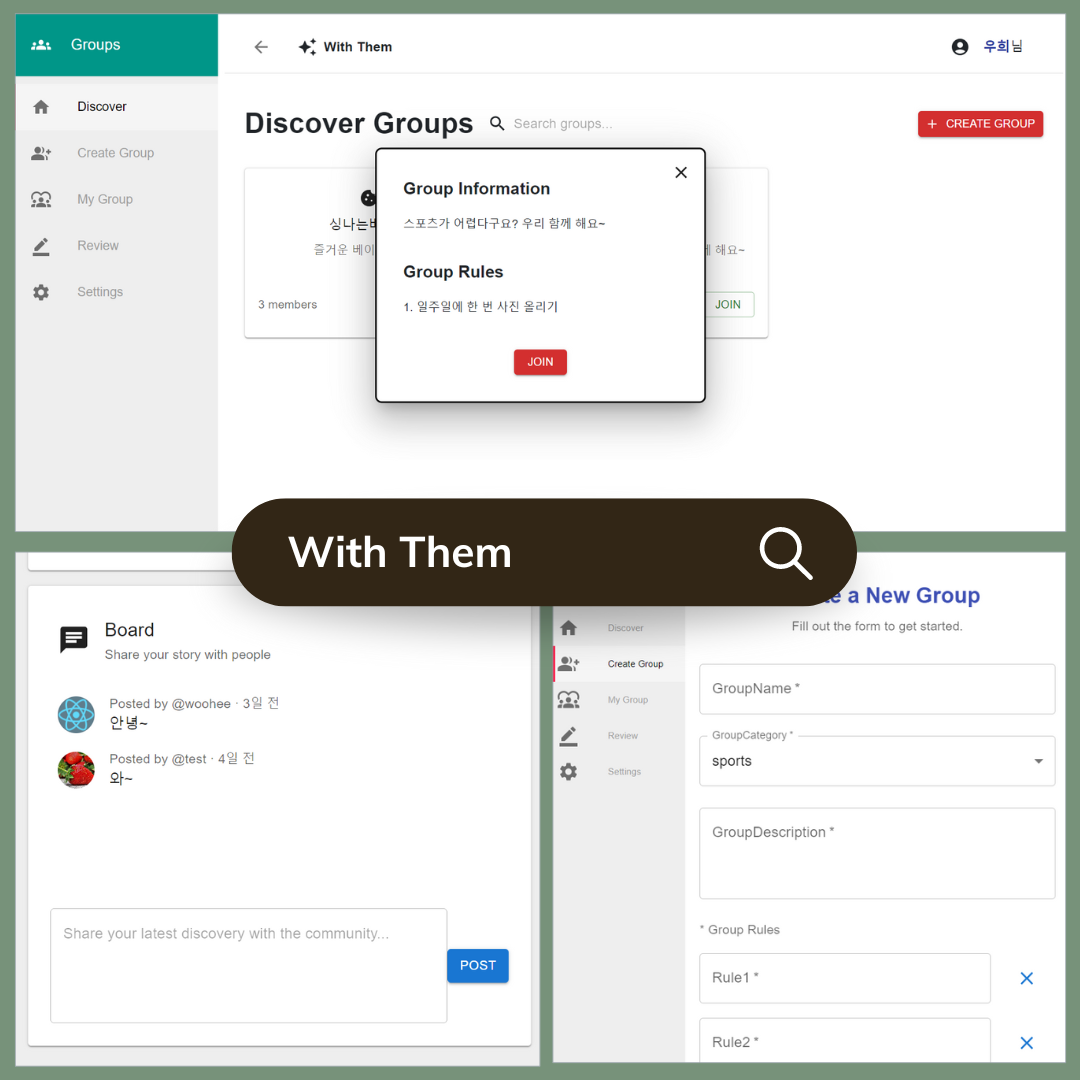 Groups
With Them
우희님
Discover
Create Group
My Group
Review
Settings
Discover Groups
Search groups...
+ CREATE GROUP
싱나는
즐거운 베이
3 members
해요~
JOIN
Group Information
스포츠가 어렵다구요? 우리 함께 해요~
Group Rules
1. 일주일에 한 번 사진 올리기
JOIN
With Them
Board
Share your story with people
Posted by @woohee · 3일 전
안녕~
Posted by @test · 4일 전
와~
Share your latest discovery with the community...
POST
a New Group
Fill out the form to get started.
Discover
Create Group
My Group
Review
Settings
GroupName *
GroupCategory *
sports
GroupDescription *
* Group Rules
Rule1 *
Rule2 *